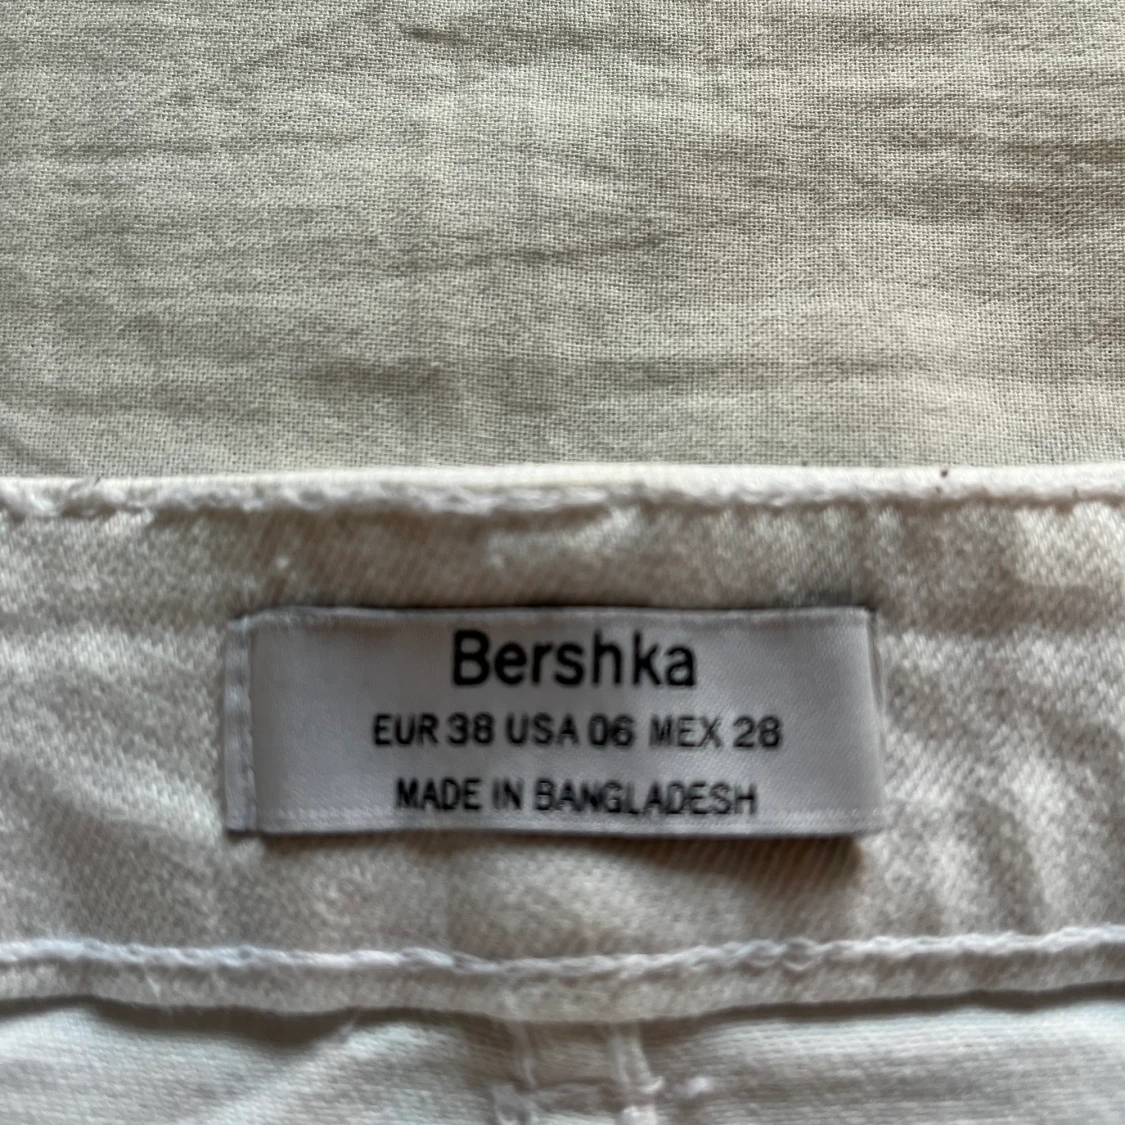 Bershka
EUR 38 USA 06 MEX 28
MADE IN BANGLADESH